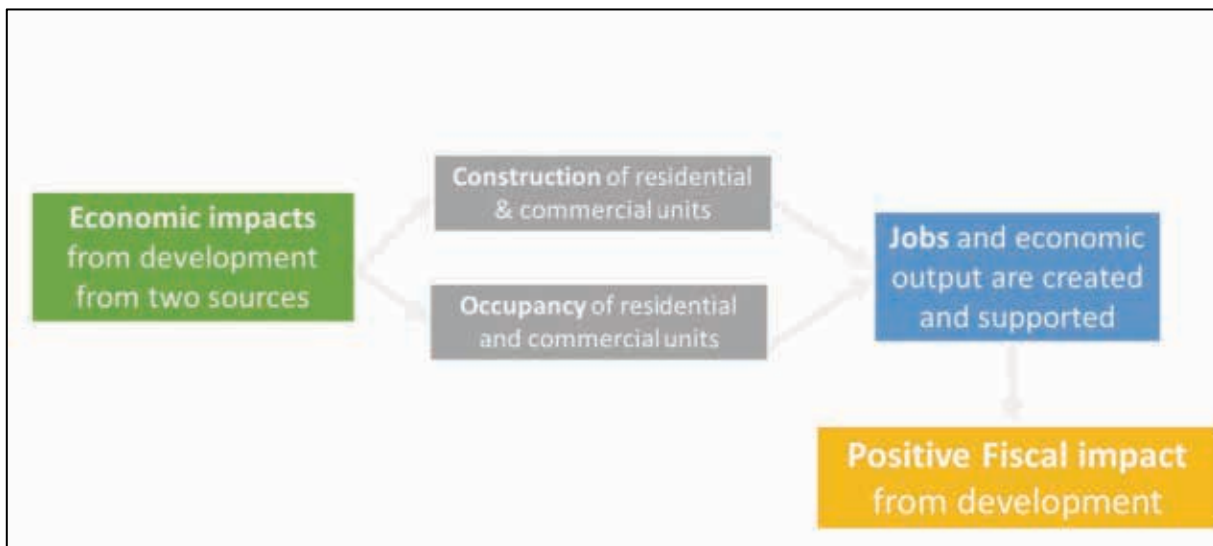 Economic impacts
from development
from two sources
Construction of residential
& commercial units
Occupancy of residential
and commercial units
Jobs and economic
output are created
and supported
Positive Fiscal impact
from development